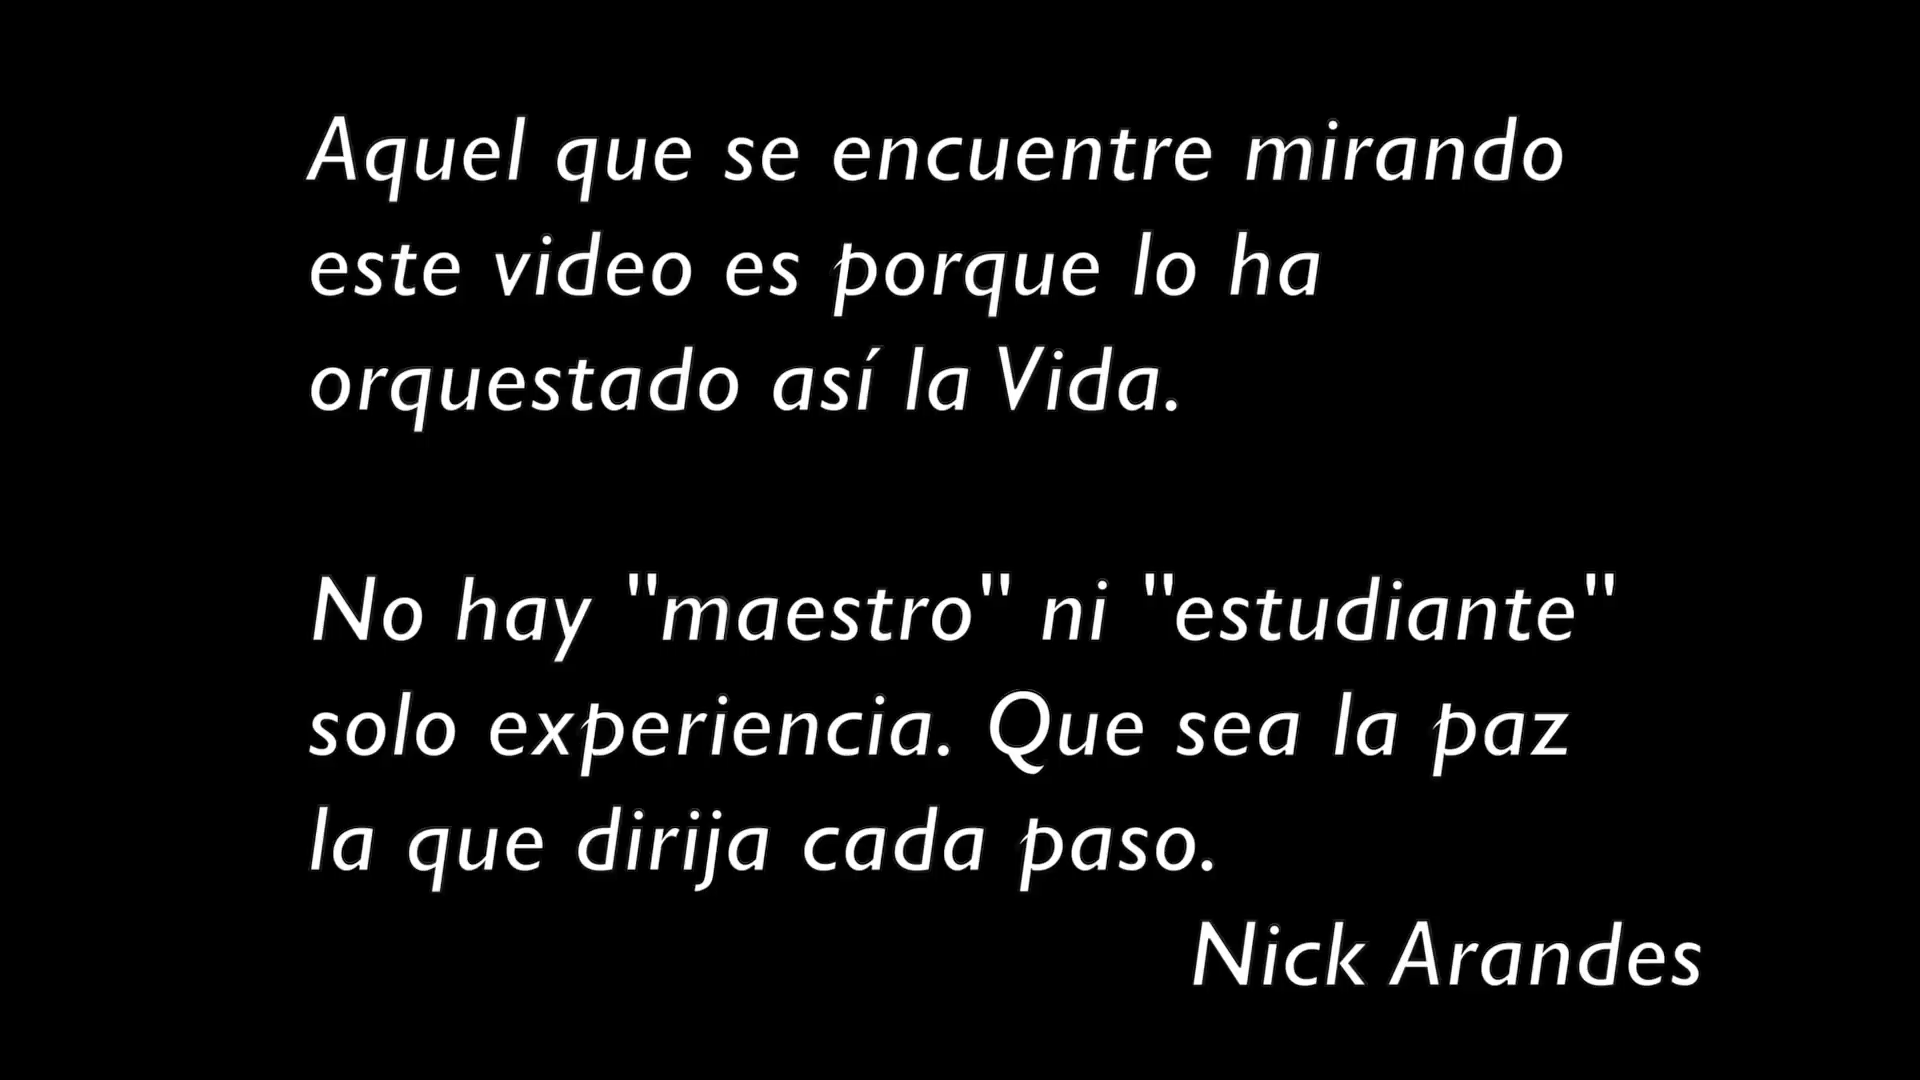 Aquel que se encuentre mirando
este video es porque lo ha
orquestado así la Vida.
No hay "maestro" ni "estudiante"
solo experiencia. Que sea la paz
la que dirija cada paso.
Nick Arandes